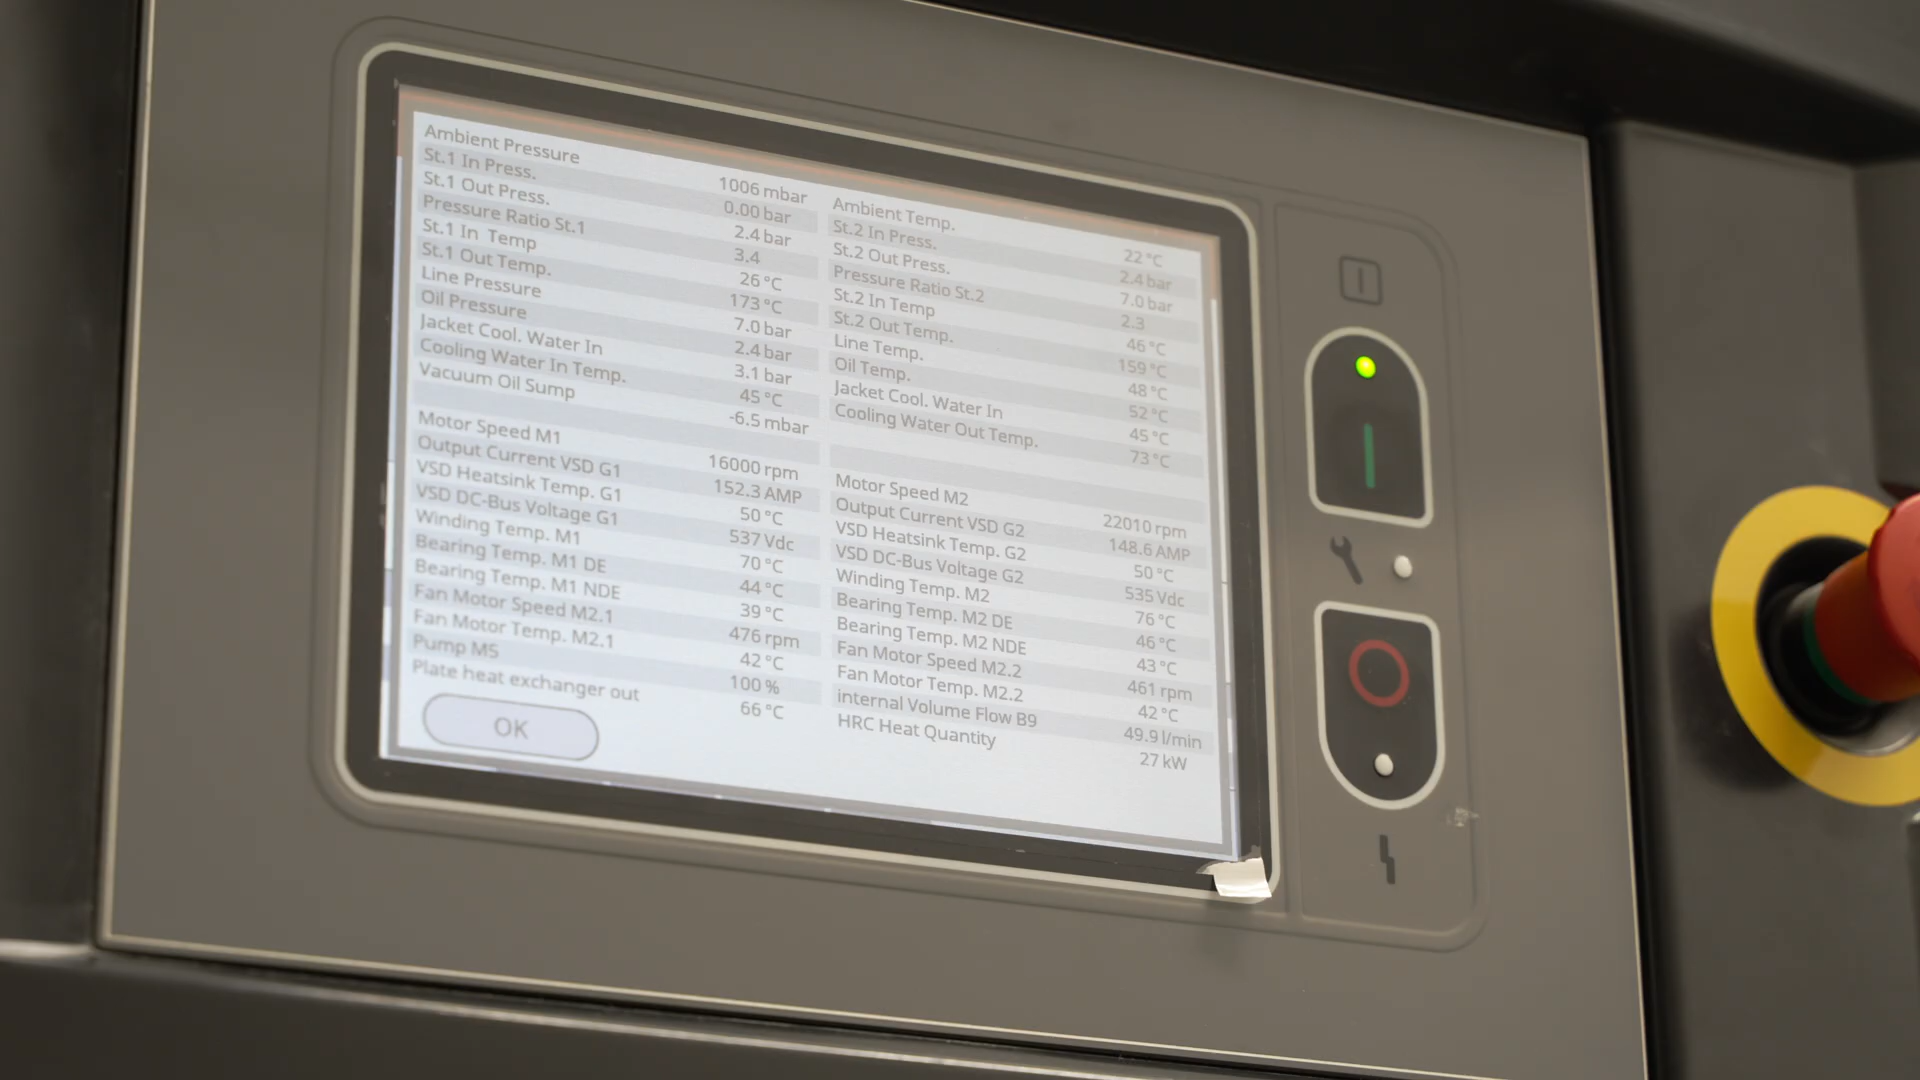 Ambient Pressure 1006 mbar
St.1 In Press. 0.00 bar
St.1 Out Press. 2.4 bar
Pressure Ratio St.1 3.4
St.1 In Temp 26 °C
St.1 Out Temp. 173 °C
Line Pressure 7.0 bar
Oil Pressure 2.4 bar
Jacket Cool. Water In 3.1 bar
Cooling Water In Temp. 45 °C
Vacuum Oil Sump -6.5 mbar
Motor Speed M1 16000 rpm
Output Current VSD G1 152.3 AMP
VSD Heatsink Temp. G1 50 °C
VSD DC-Bus Voltage G1 537 Vdc
Winding Temp. M1 70 °C
Bearing Temp. M1 DE 44 °C
Bearing Temp. M1 NDE 39 °C
Fan Motor Speed M2.1 476 rpm
Fan Motor Temp. M2.1 42 °C
Pump M5 100 %
Plate heat exchanger out 66 °C
OK
Ambient Temp. 22 °C
St.2 In Press. 2.4 bar
St.2 Out Press. 7.0 bar
Pressure Ratio St.2 2.3
St.2 In Temp 46 °C
St.2 Out Temp. 159 °C
Line Temp. 48 °C
Oil Temp. 52 °C
Jacket Cool. Water In 45 °C
Cooling Water Out Temp. 73 °C
Motor Speed M2 22010 rpm
Output Current VSD G2 148.6 AMP
VSD Heatsink Temp. G2 50 °C
VSD DC-Bus Voltage G2 535 Vdc
Winding Temp. M2 76 °C
Bearing Temp. M2 DE 46 °C
Bearing Temp. M2 NDE 43 °C
Fan Motor Speed M2.2 461 rpm
Fan Motor Temp. M2.2 42 °C
internal Volume Flow B9 49.9 l/min
HRC Heat Quantity 27 kW